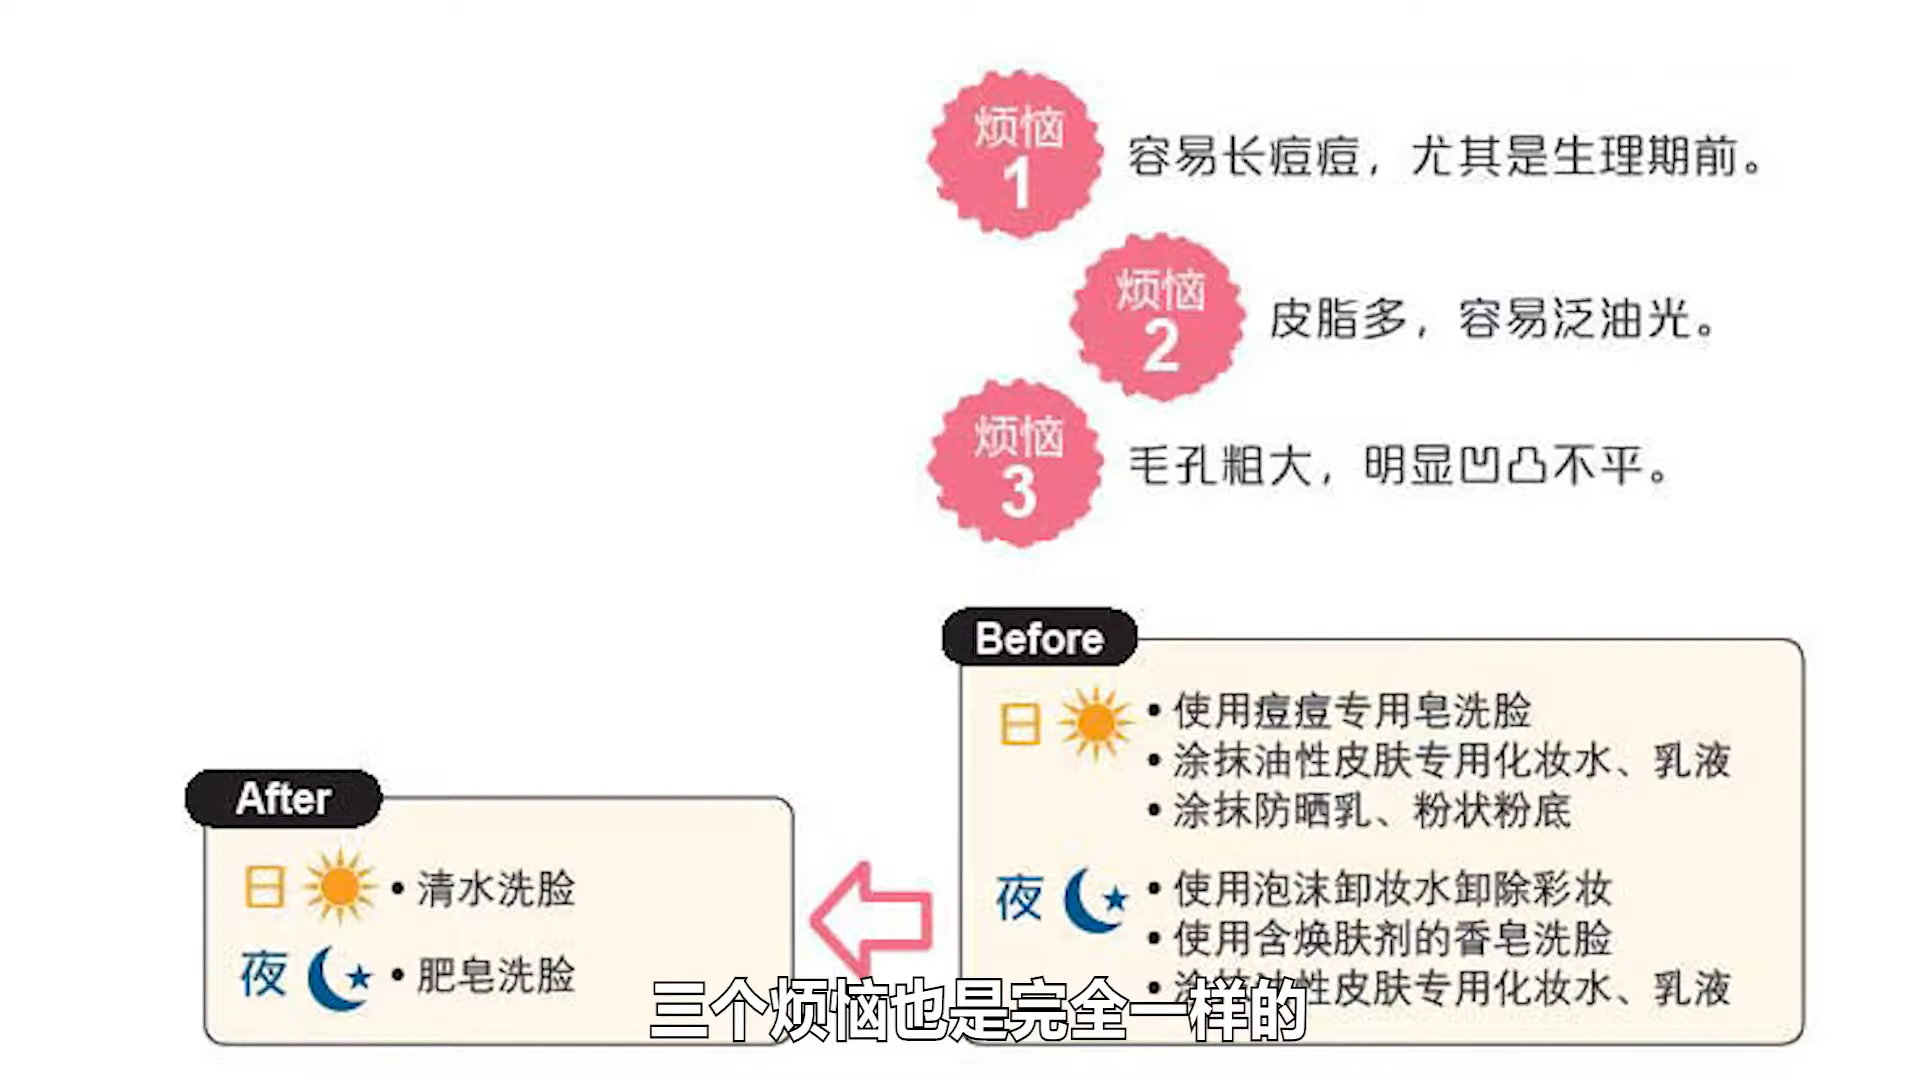 烦恼
1
容易长痘痘，尤其是生理期前。
烦恼
2
皮脂多，容易泛油光。
烦恼
3
毛孔粗大，明显凹凸不平。
Before
日
• 使用痘痘专用皂洗脸
• 涂抹油性皮肤专用化妆水、乳液
• 涂抹防晒乳、粉状粉底
夜
• 使用泡沫卸妆水卸除彩妆
• 使用含焕肤剂的香皂洗脸
• 涂抹油性皮肤专用化妆水、乳液
After
日
• 清水洗脸
夜
• 肥皂洗脸
三个烦恼也是完全一样的